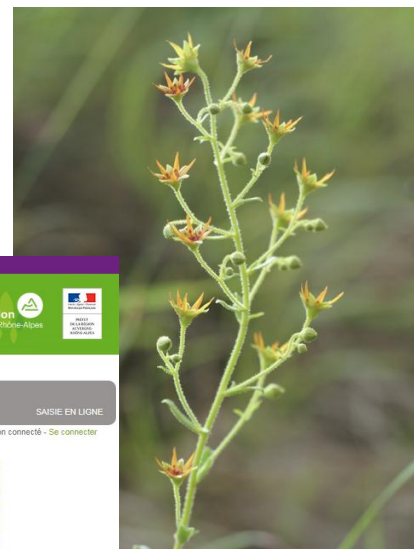 on
Rhône-Alpes
PRÉFET
DE LA RÉGION
AUVERGNE-
RHÔNE-ALPES
SAISIE EN LIGNE
on connecté - Se connecter